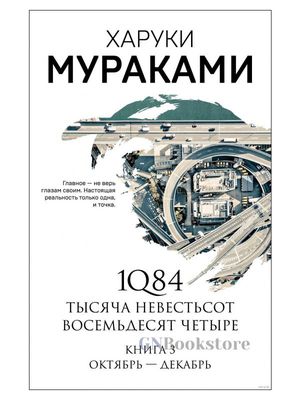 ХАРУКИ
МУРАКАМИ
Главное — не верь
глазам своим. Настоящая
реальность только одна,
и точка.
1Q84
ТЫСЯЧА НЕВЕСТЬСОТ
ВОСЕМЬДЕСЯТ ЧЕТЫРЕ
GNBookstore
КНИГА 3
ОКТЯБРЬ — ДЕКАБРЬ